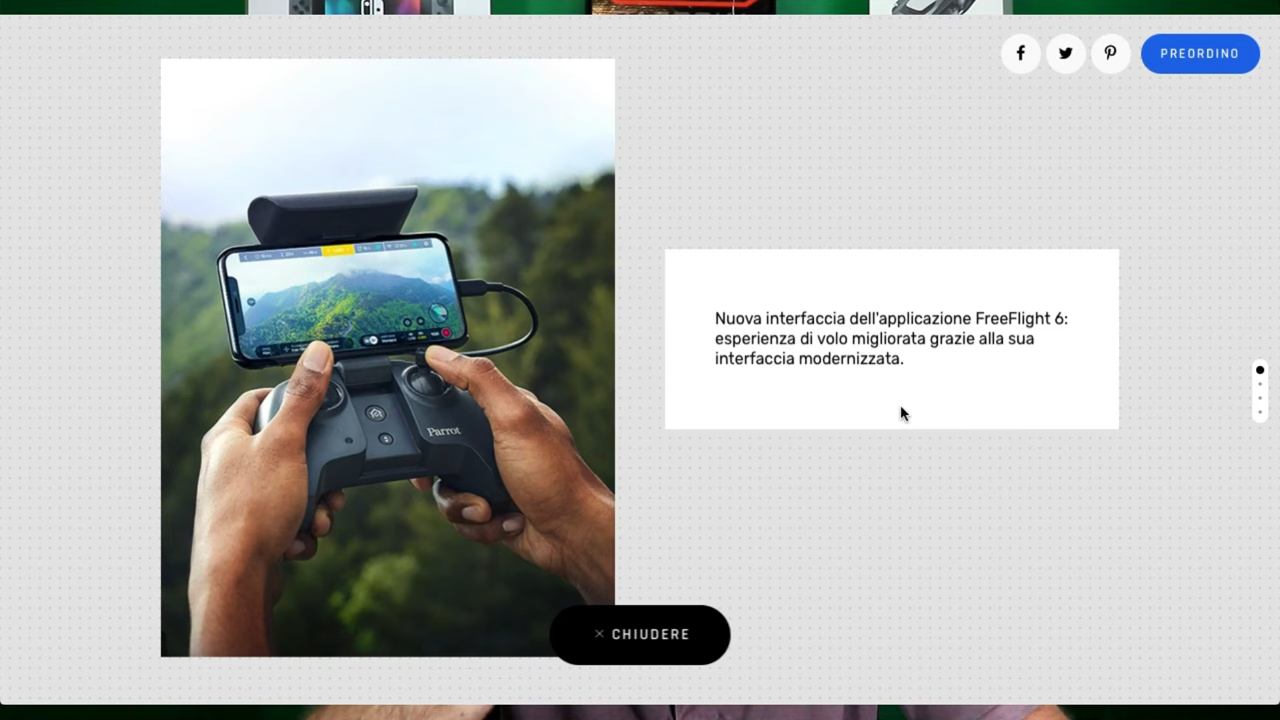 PREORDINO
Nuova interfaccia dell'applicazione FreeFlight 6:
esperienza di volo migliorata grazie alla sua
interfaccia modernizzata.
Parrot
× CHIUDERE